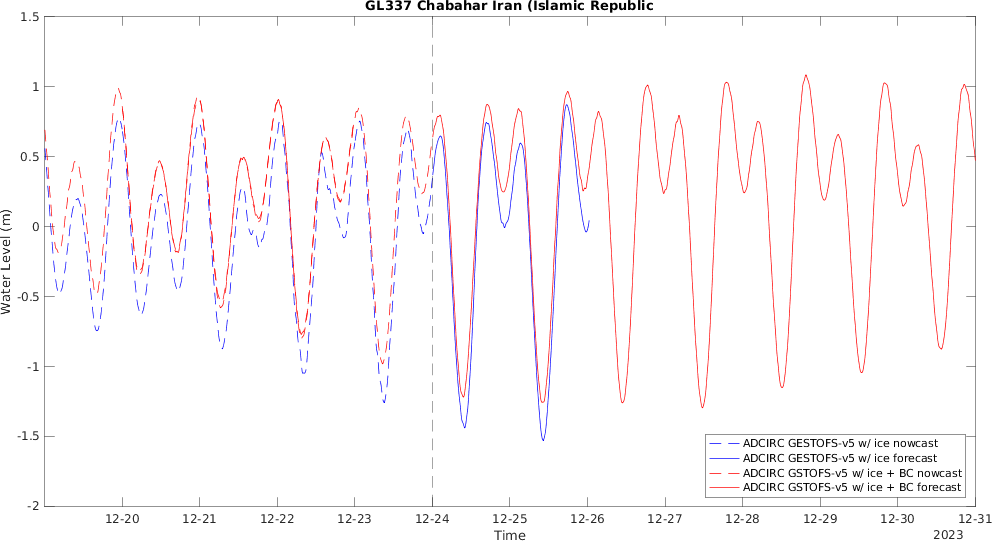 GL337 Chabahar Iran (Islamic Republic
1.5
1
0.5
0
-0.5
-1
-1.5
-2
Water Level (m)
ADCIRC GESTOFS-v5 w/ ice nowcast
ADCIRC GESTOFS-v5 w/ ice forecast
ADCIRC GSTOFS-v5 w/ ice + BC nowcast
ADCIRC GSTOFS-v5 w/ ice + BC forecast
12-20 12-21 12-22 12-23 12-24 12-25 12-26 12-27 12-28 12-29 12-30 12-31
Time
2023